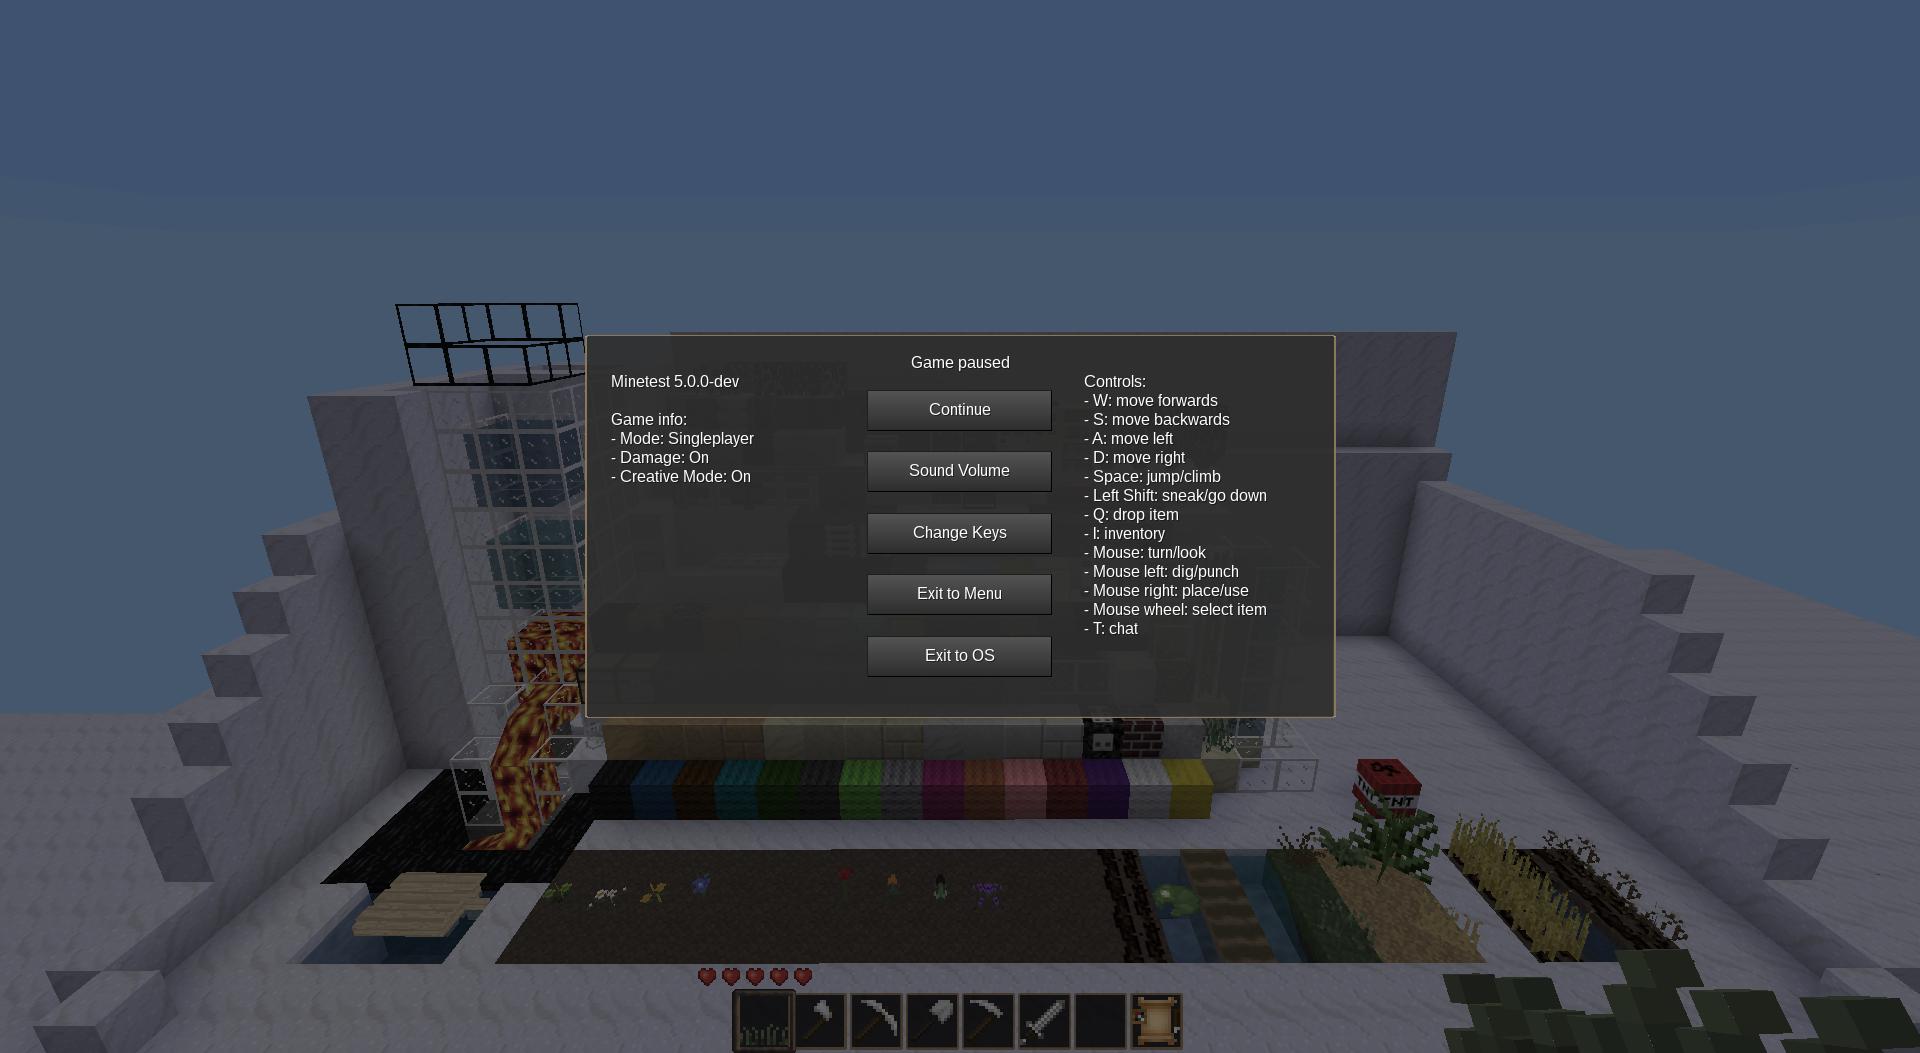 Game paused
Minetest 5.0.0-dev
Game info:
- Mode: Singleplayer
- Damage: On
- Creative Mode: On
Continue
Sound Volume
Change Keys
Exit to Menu
Exit to OS
Controls:
- W: move forwards
- S: move backwards
- A: move left
- D: move right
- Space: jump/climb
- Left Shift: sneak/go down
- Q: drop item
- I: inventory
- Mouse: turn/look
- Mouse left: dig/punch
- Mouse right: place/use
- Mouse wheel: select item
- T: chat